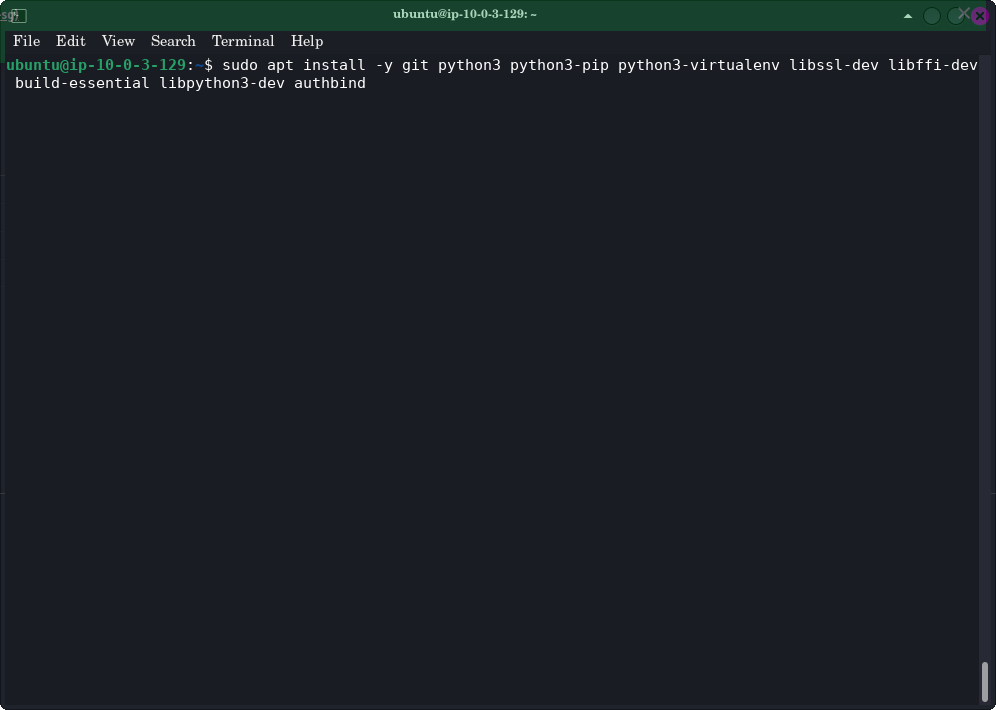 ubuntu@ip-10-0-3-129: ~
File Edit View Search Terminal Help
ubuntu@ip-10-0-3-129:~$ sudo apt install -y git python3 python3-pip python3-virtualenv libssl-dev libffi-dev
build-essential libpython3-dev authbind